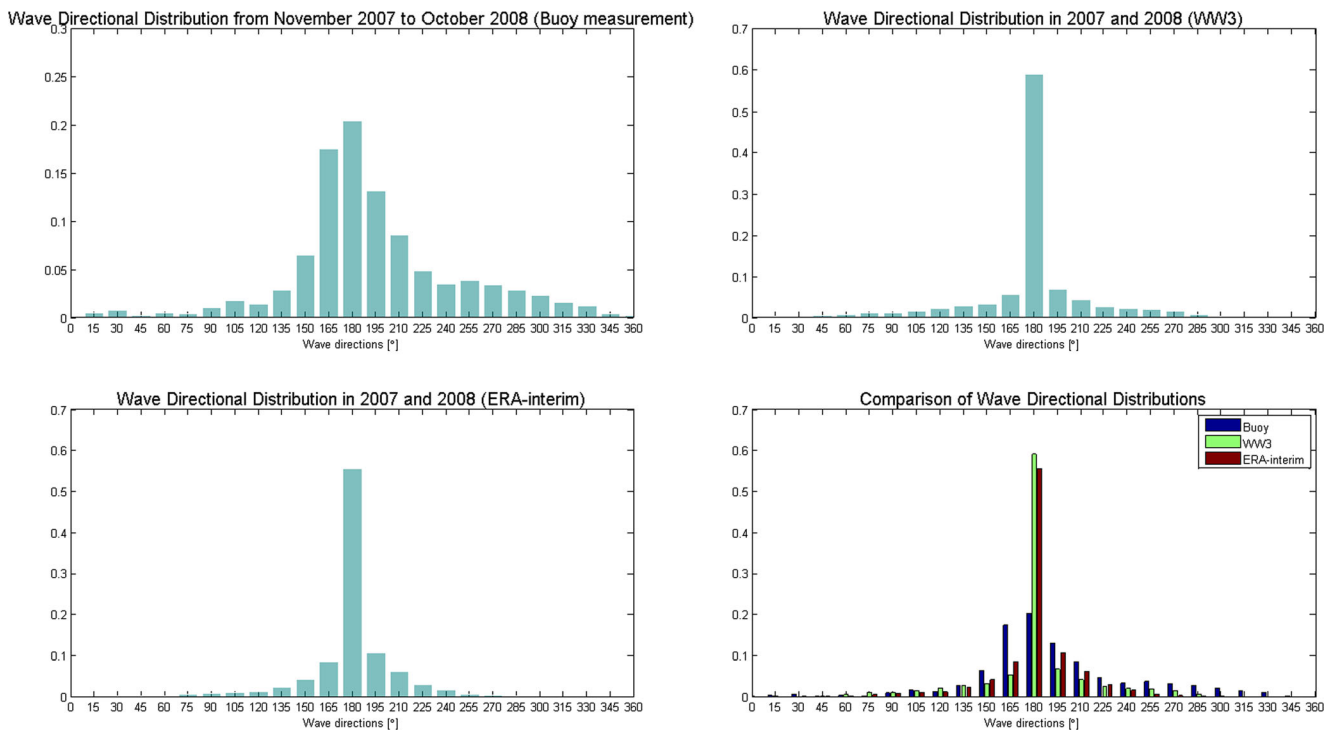 Wave Directional Distribution from November 2007 to October 2008 (Buoy measurement)
0.3
0.25
0.2
0.15
0.1
0.05
0
0 15 30 45 60 75 90 105 120 135 150 165 180 195 210 225 240 255 270 285 300 315 330 345 360
Wave directions [°]
Wave Directional Distribution in 2007 and 2008 (WW3)
0.7
0.6
0.5
0.4
0.3
0.2
0.1
0
0 15 30 45 60 75 90 105 120 135 150 165 180 195 210 225 240 255 270 285 300 315 330 345 360
Wave directions [°]
Wave Directional Distribution in 2007 and 2008 (ERA-interim)
0.7
0.6
0.5
0.4
0.3
0.2
0.1
0
0 15 30 45 60 75 90 105 120 135 150 165 180 195 210 225 240 255 270 285 300 315 330 345 360
Wave directions [°]
Comparison of Wave Directional Distributions
0.7
0.6
0.5
0.4
0.3
0.2
0.1
0
Buoy
WW3
ERA-interim
0 15 30 45 60 75 90 105 120 135 150 165 180 195 210 225 240 255 270 285 300 315 330 345 360
Wave directions [°]